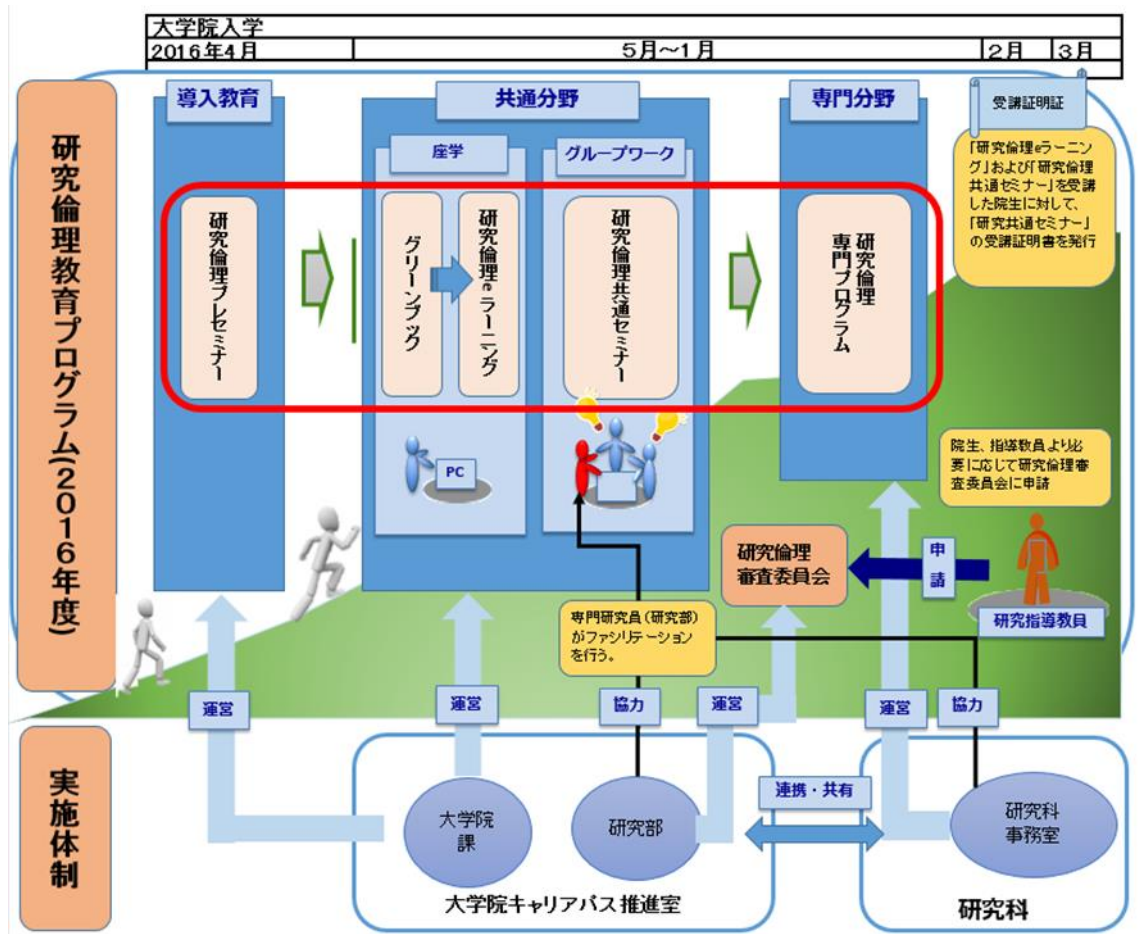 大学院入学
2016年4月
5月～1月
2月
3月
研究倫理教育プログラム(2016年度)
導入教育
共通分野
専門分野
受講証明証
座学
グループワーク
「研究倫理eラーニン
グ」および「研究倫理
共通セミナー」を受講
した院生に対して、
「研究共通セミナー」
の受講証明書を発行
研究倫理プレセミナー
グリーンブック
研究倫理eラーニング
研究倫理共通セミナー
研究倫理
専門プログラム
PC
院生、指導教員より必
要に応じて研究倫理審
査委員会に申請
研究倫理
審査委員会
申
請
研究指導教員
専門研究員(研究部)
がファシリテーション
を行う。
運営
運営
協力
運営
運営
協力
実施体制
大学院
課
研究部
連携・共有
研究科
事務室
大学院キャリアパス推進室
研究科